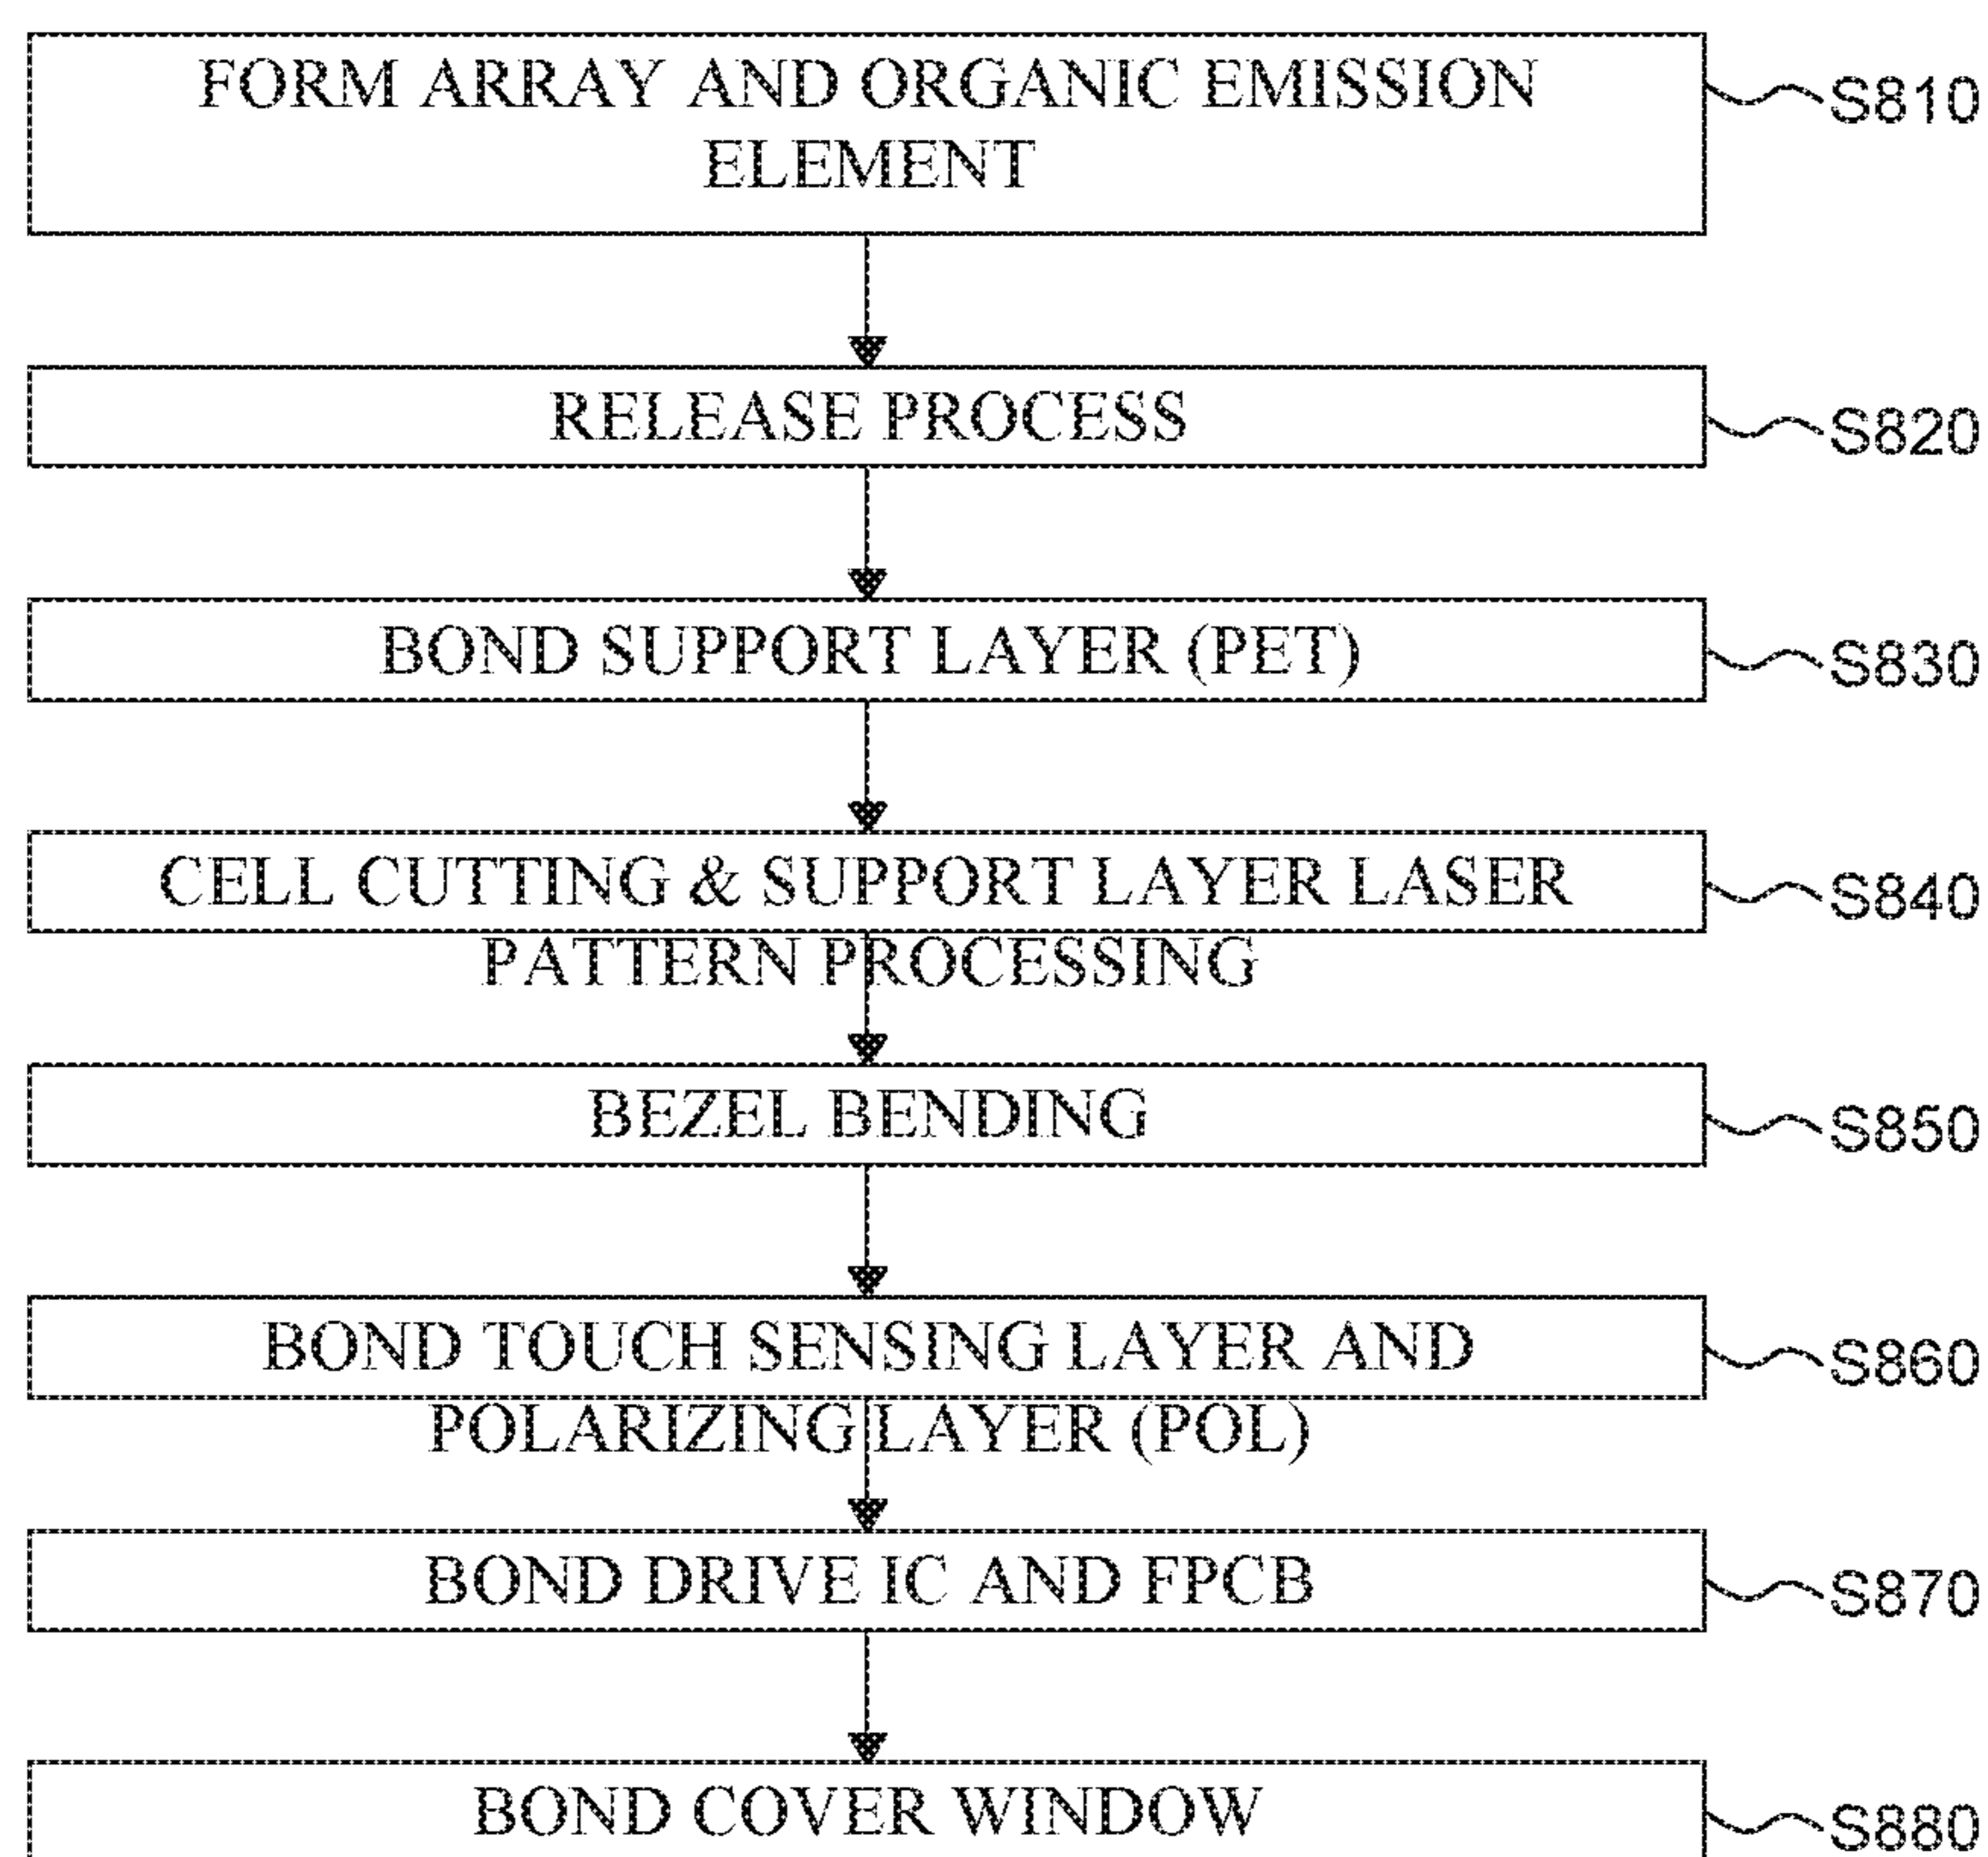 FORM ARRAY AND ORGANIC EMISSION
ELEMENT
S810
RELEASE PROCESS
S820
BOND SUPPORT LAYER (PET)
S830
CELL CUTTING & SUPPORT LAYER LASER
PATTERN PROCESSING
S840
BEZEL BENDING
S850
BOND TOUCH SENSING LAYER AND
POLARIZING LAYER (POL)
S860
BOND DRIVE IC AND FPCB
S870
BOND COVER WINDOW
S880